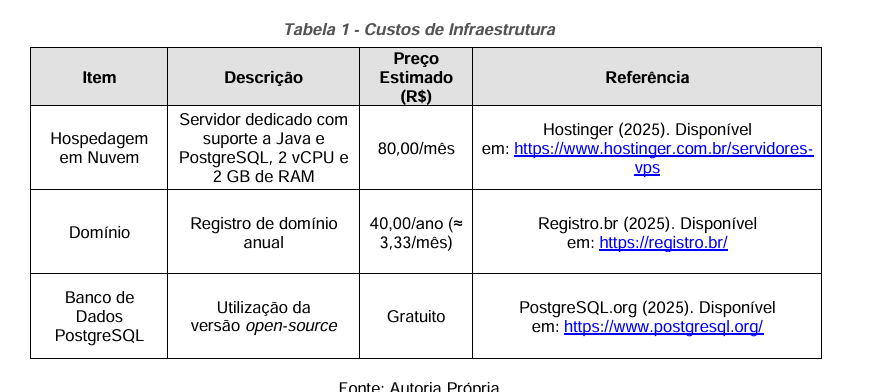 Tabela 1 - Custos de Infraestrutura
Item
Descrição
Preço
Estimado
(R$)
Referência
Hospedagem
em Nuvem
Servidor dedicado com
suporte a Java e
PostgreSQL, 2 vCPU e
2 GB de RAM
80,00/mês
Hostinger (2025). Disponível
em: https://www.hostinger.com.br/servidores-
vps
Domínio
Registro de domínio
anual
40,00/ano (≈
3,33/mês)
Registro.br (2025). Disponível
em: https://registro.br/
Banco de
Dados
PostgreSQL
Utilização da
versão open-source
Gratuito
PostgreSQL.org (2025). Disponível
em: https://www.postgresql.org/
Fonte: Autoria Própria